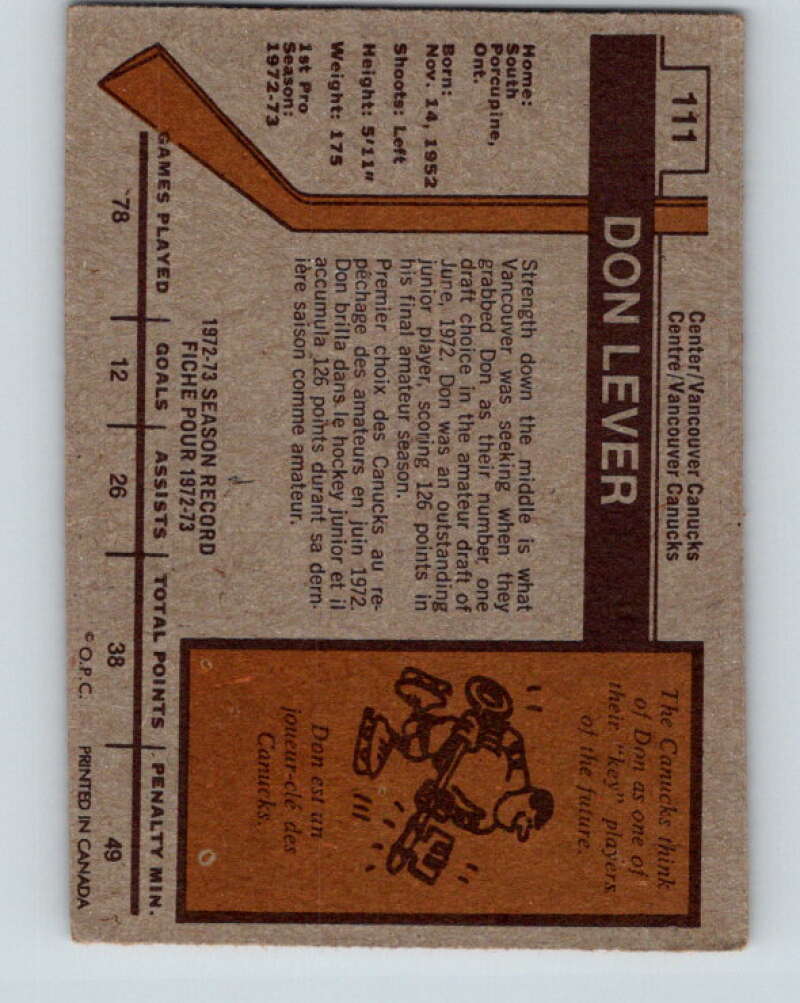 111
DON LEVER
Center/Vancouver Canucks
Centre/Vancouver Canucks
Home:
South
Porcupine,
Ont.
Born:
Nov. 14, 1952
Shoots: Left
Height: 5'11"
Weight: 175
1st Pro
Season:
1972-73
Strength down the middle is what
Vancouver was seeking when they
grabbed Don as their number one
draft choice in the amateur draft of
June, 1972. Don was an outstanding
junior player, scoring 126 points in
his final amateur season.
Premier choix des Canucks au re-
pêchage des amateurs en juin 1972.
Don brilla dans le hockey junior et il
accumula 126 points durant sa dern-
ière saison comme amateur.
The Canucks think
of Don as one of
their "key" players
of the future.
Don est un
joueur-clé des
Canucks.
1972-73 SEASON RECORD
FICHE POUR 1972-73
GAMES PLAYED | GOALS | ASSISTS | TOTAL POINTS | PENALTY MIN.
78 12 26 38 49
© O.P.C. PRINTED IN CANADA